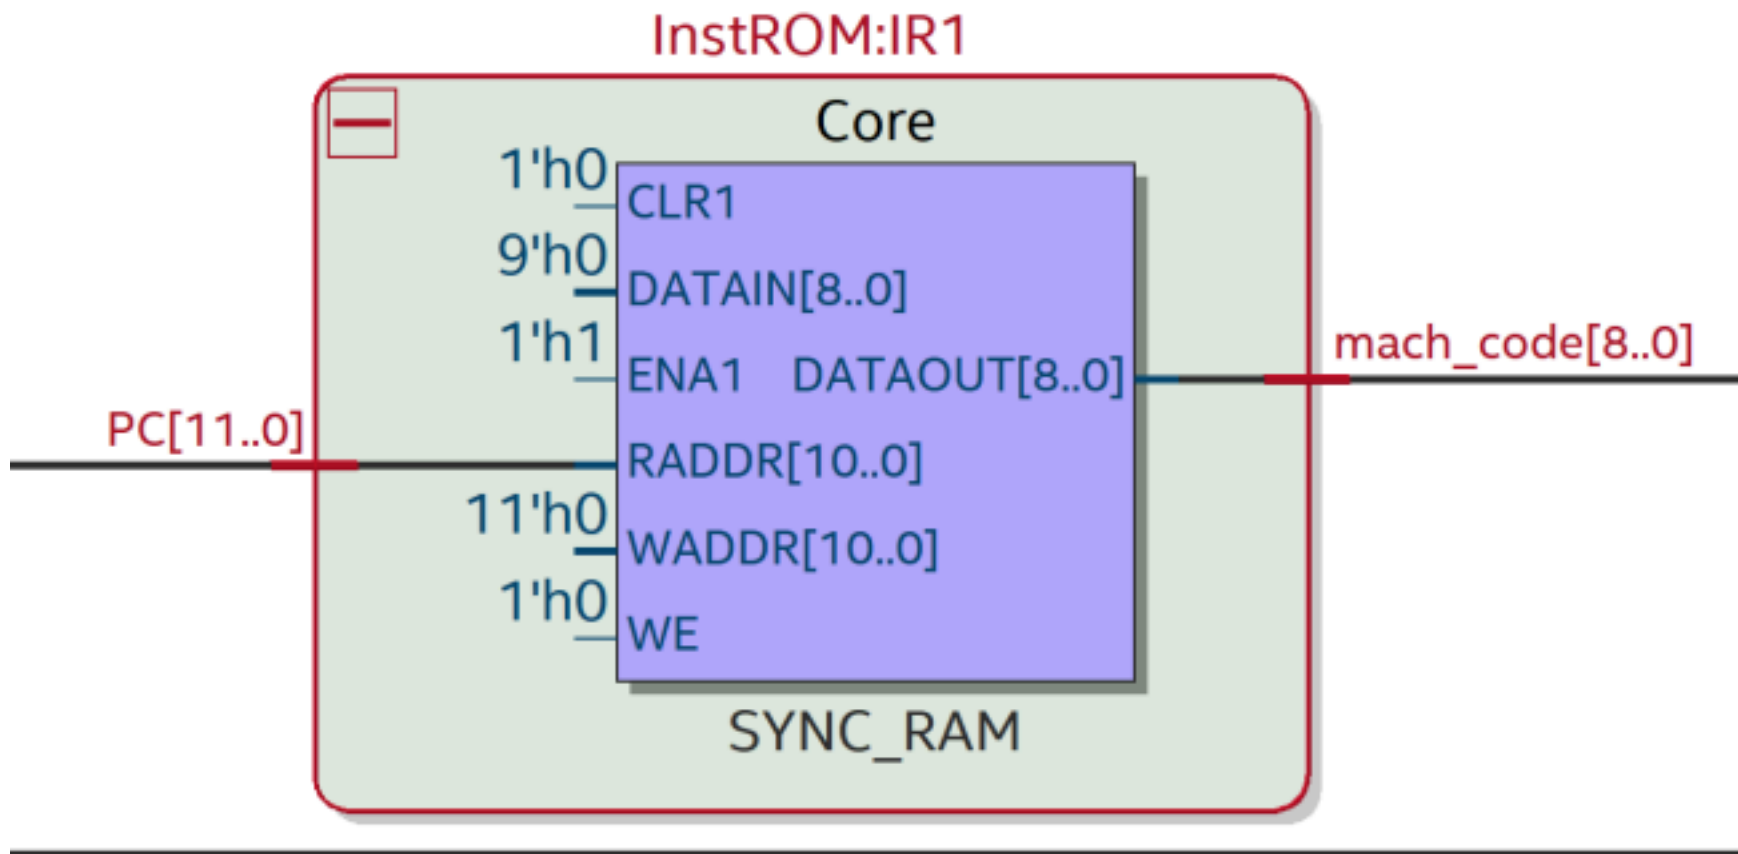 InstROM:IR1
Core
1'h0
CLR1
9'h0
DATAIN[8..0]
1'h1
ENA1 DATAOUT[8..0]
mach_code[8..0]
PC[11..0]
RADDR[10..0]
11'h0
WADDR[10..0]
1'h0
WE
SYNC_RAM